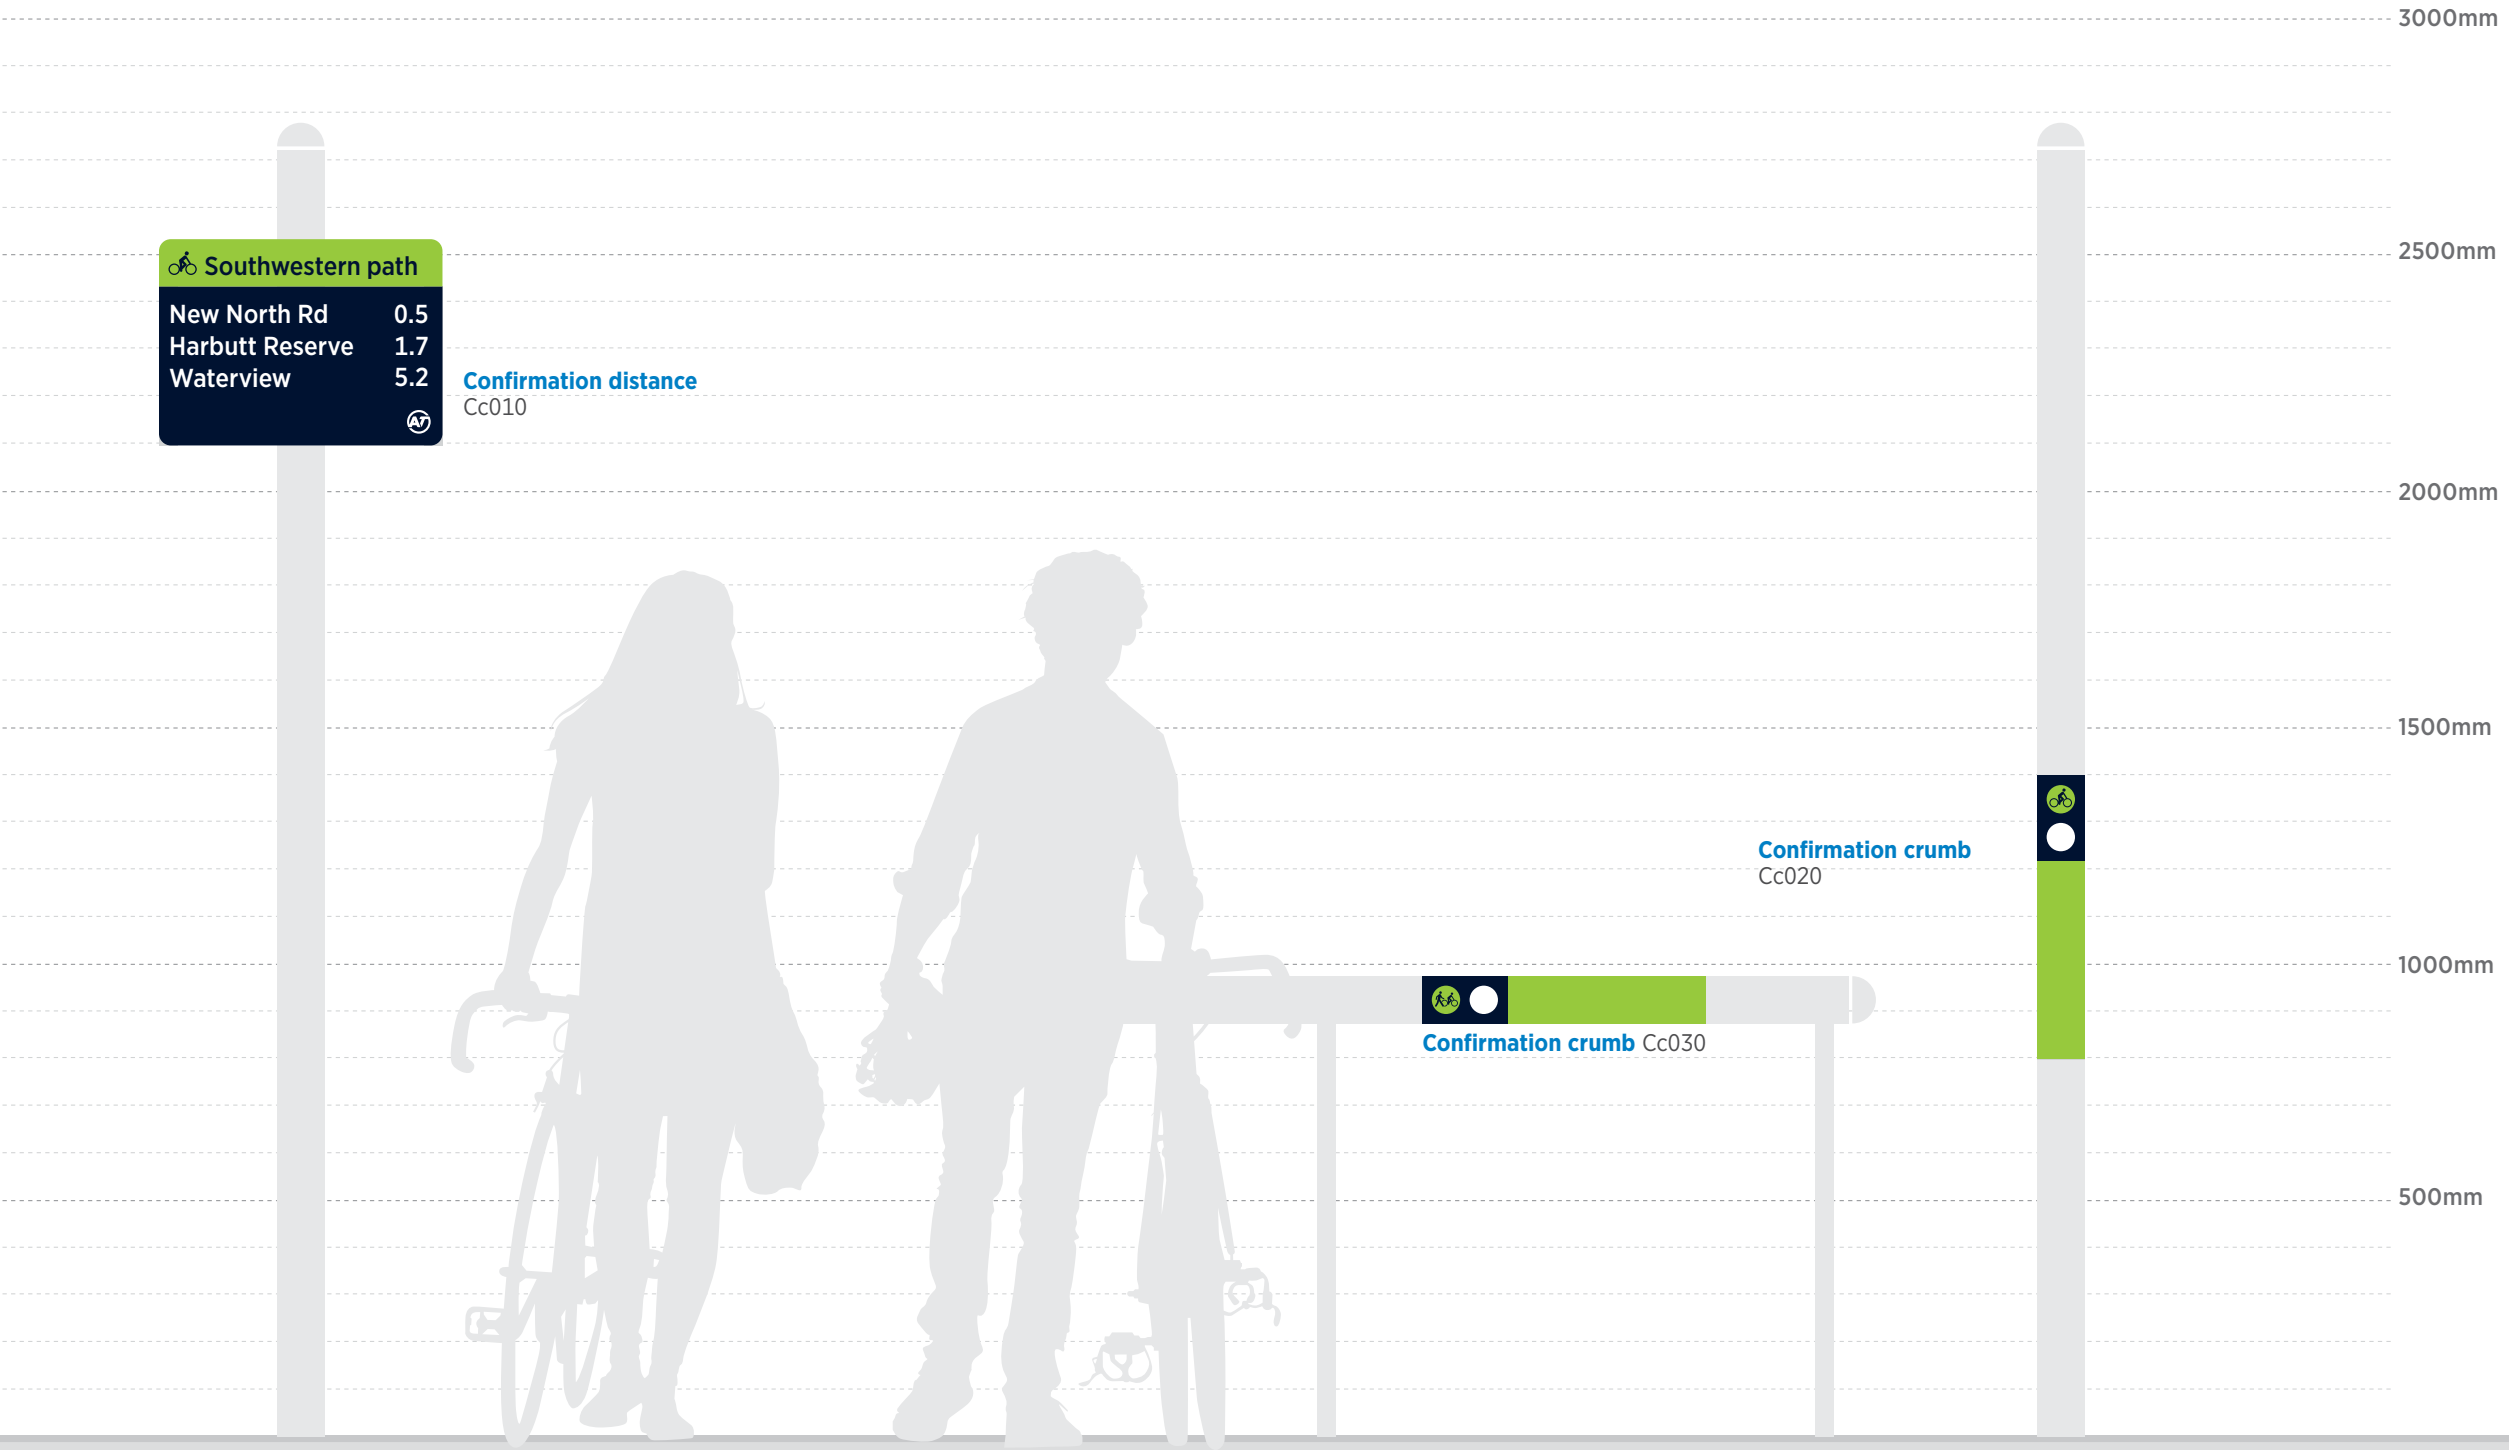 3000mm
2500mm
Southwestern path
New North Rd 0.5
Harbutt Reserve 1.7
Waterview 5.2
AT
Confirmation distance
Cc010
2000mm
1500mm
Confirmation crumb
Cc020
1000mm
Confirmation crumb Cc030
500mm